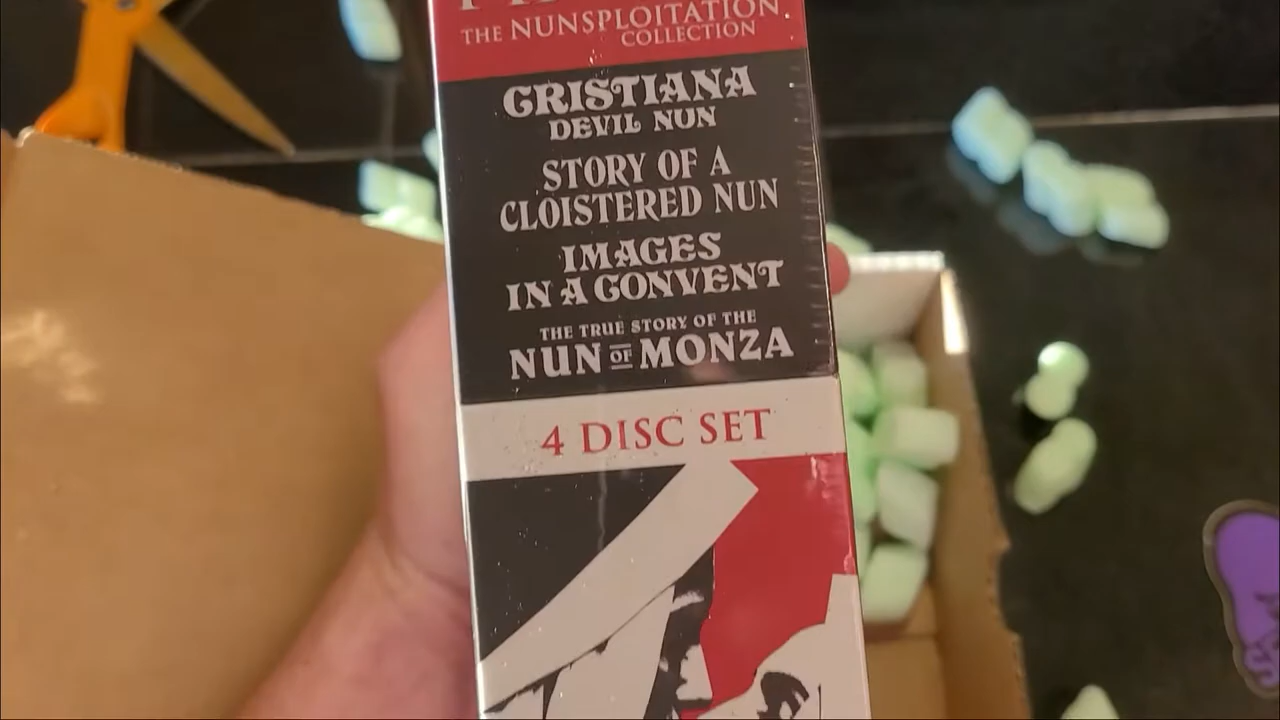 THE NUNSPLOITATION
COLLECTION
CRISTIANA
DEVIL NUN
STORY OF A
CLOISTERED NUN
IMAGES
IN A CONVENT
THE TRUE STORY OF THE
NUN OF MONZA
4 DISC SET